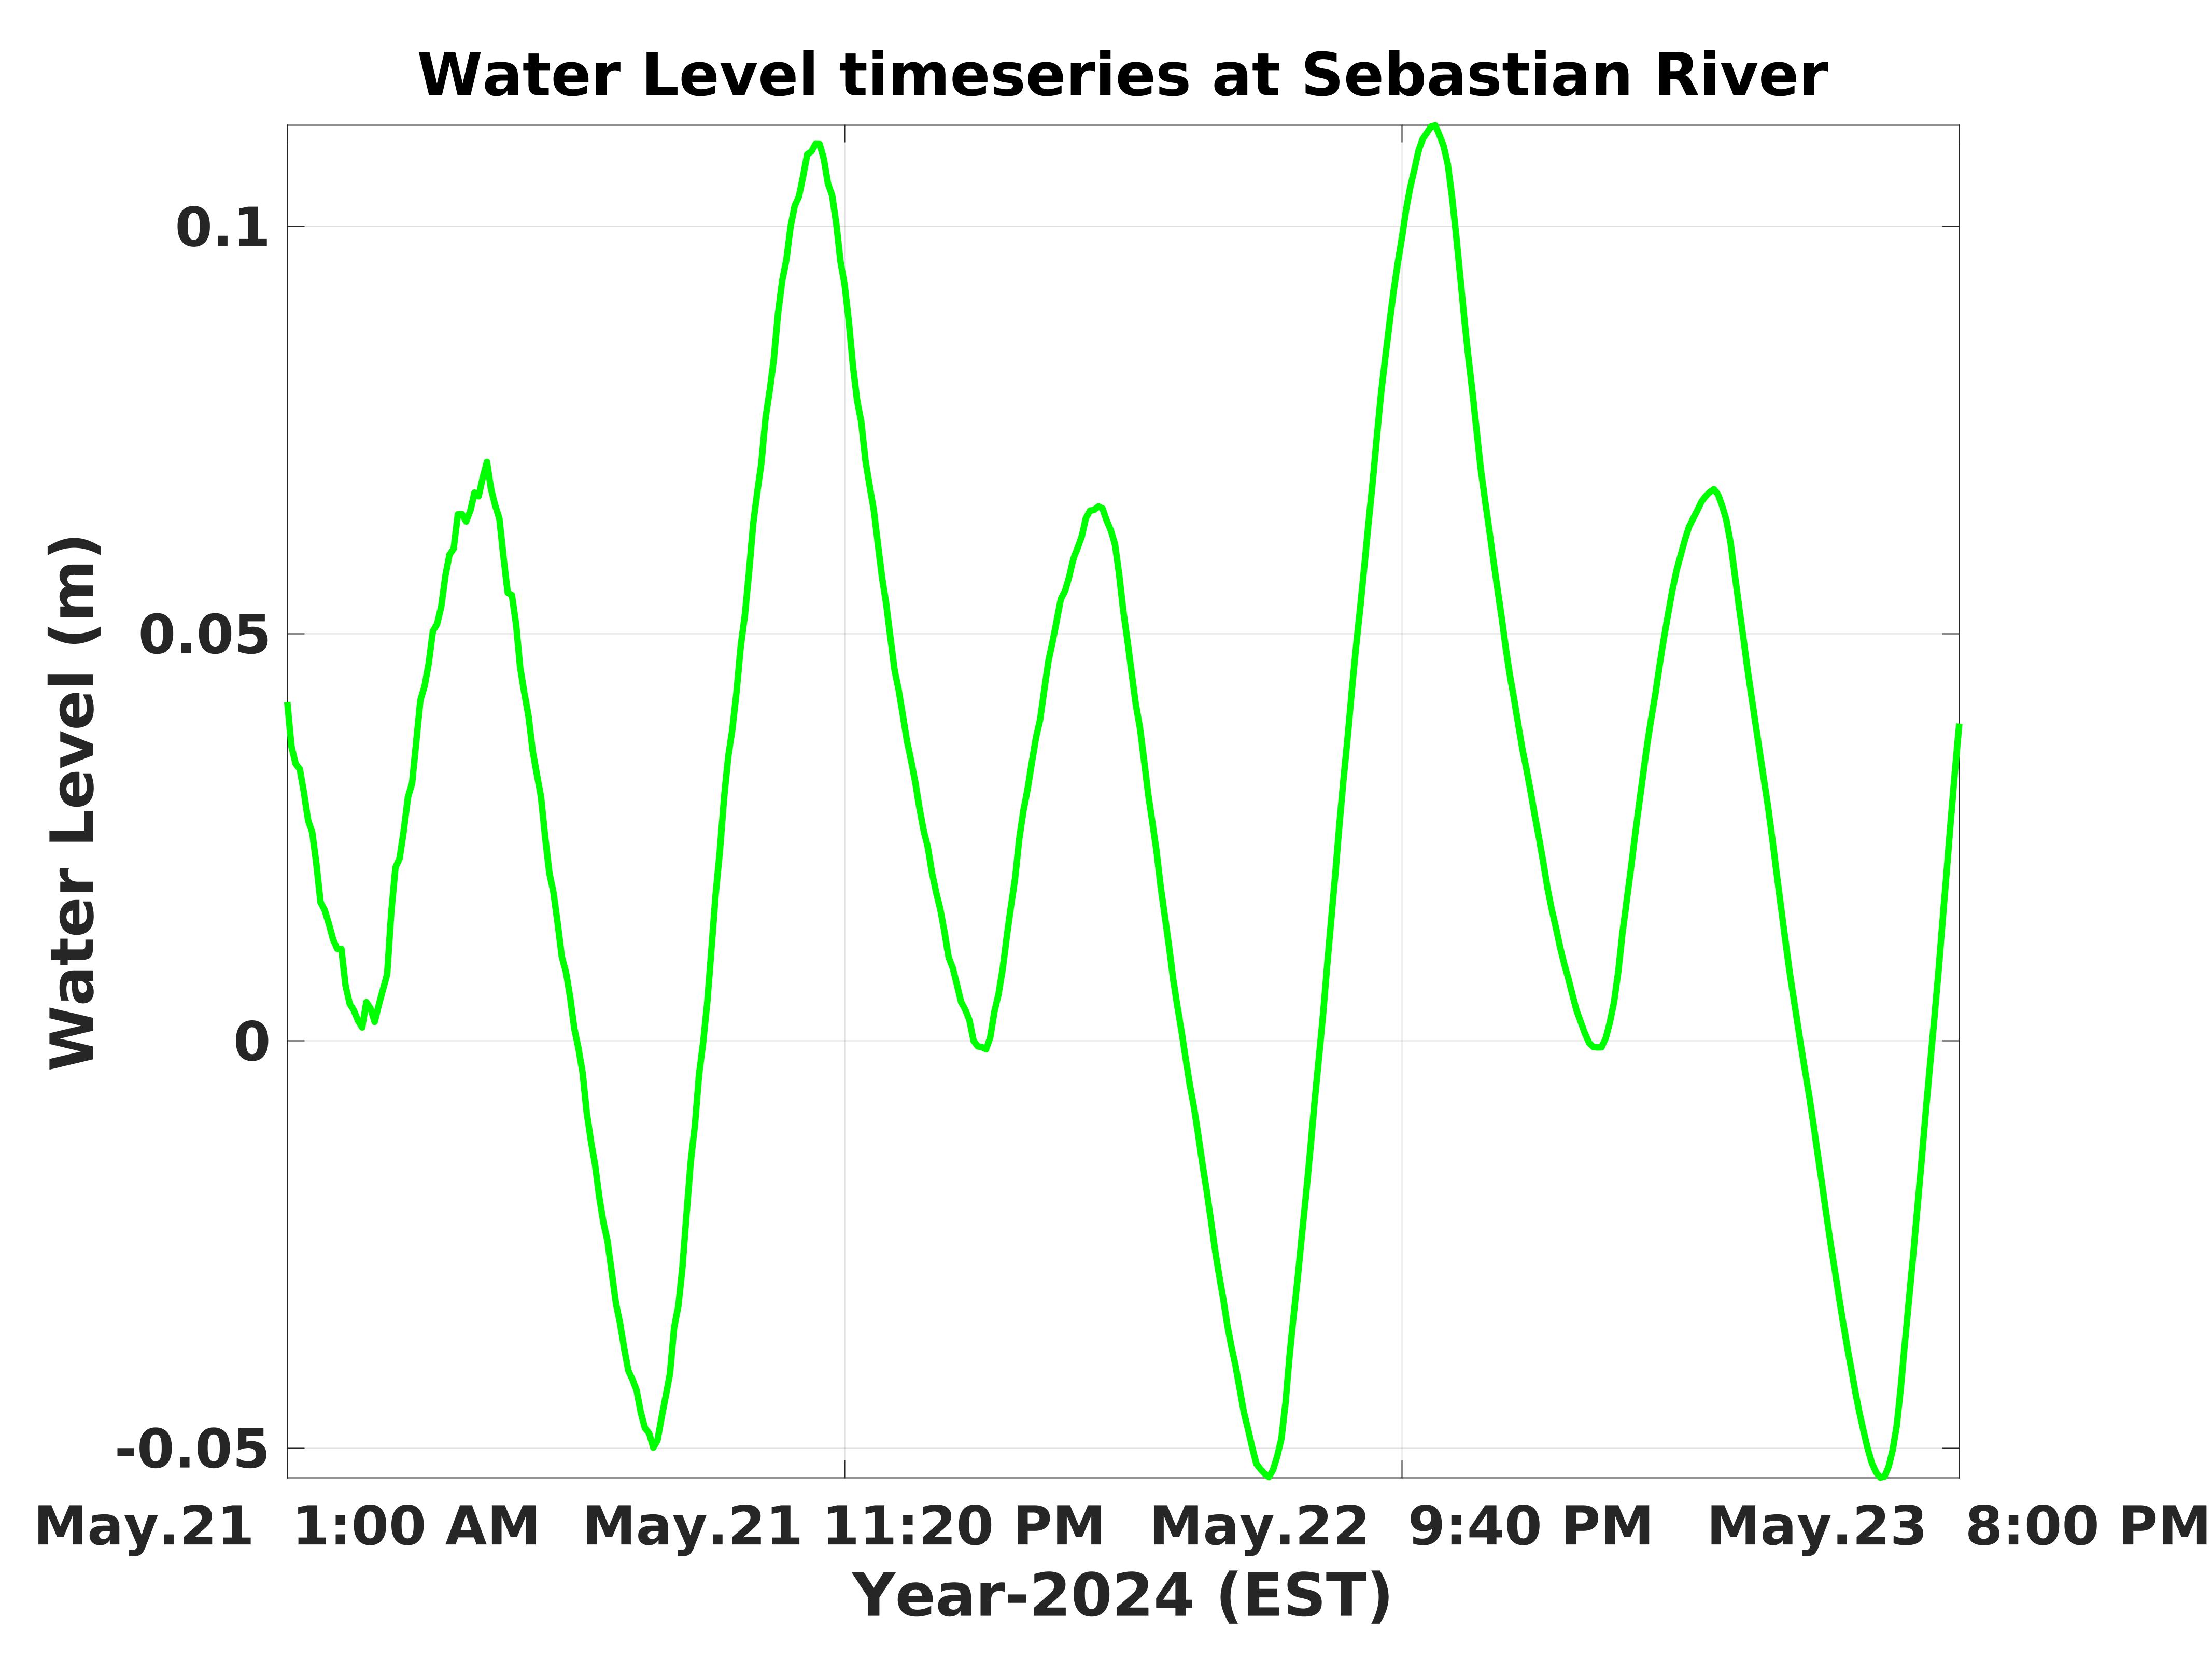 Water Level timeseries at Sebastian River
Water Level (m)
0.1
0.05
0
-0.05
May.21  1:00 AM May.21 11:20 PM May.22  9:40 PM May.23  8:00 PM
Year-2024 (EST)